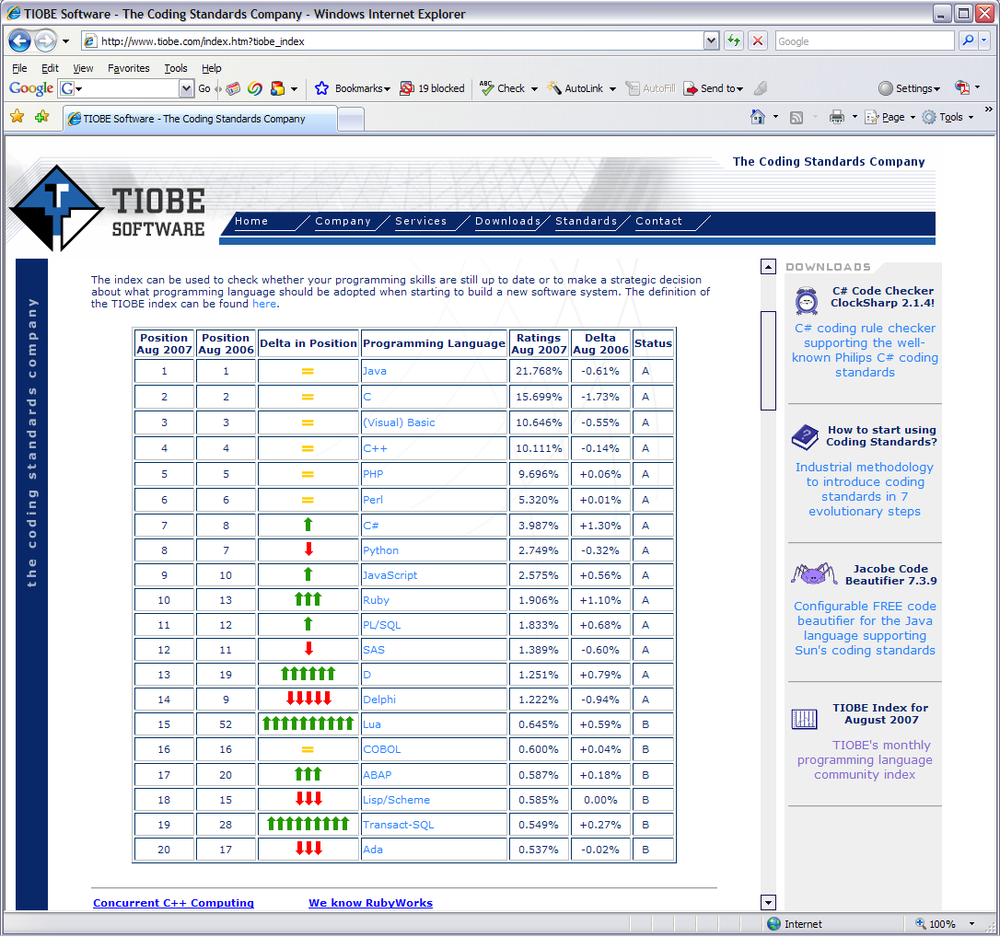 TIOBE Software - The Coding Standards Company - Windows Internet Explorer
http://www.tiobe.com/index.htm?tiobe_index
Google
File Edit View Favorites Tools Help
Google G Go Bookmarks 19 blocked ABC Check AutoLink AutoFill Send to Settings
TIOBE Software - The Coding Standards Company
Page Tools »
The Coding Standards Company
TIOBE
SOFTWARE
Home Company Services Downloads Standards Contact
the coding standards company
The index can be used to check whether your programming skills are still up to date or to make a strategic decision
about what programming language should be adopted when starting to build a new software system. The definition of
the TIOBE index can be found here.
Position Aug 2007 Position Aug 2006 Delta in Position Programming Language Ratings Aug 2007 Delta Aug 2006 Status
1 1 = Java 21.768% -0.61% A
2 2 = C 15.699% -1.73% A
3 3 = (Visual) Basic 10.646% -0.55% A
4 4 = C++ 10.111% -0.14% A
5 5 = PHP 9.696% +0.06% A
6 6 = Perl 5.320% +0.01% A
7 8 C# 3.987% +1.30% A
8 7 Python 2.749% -0.32% A
9 10 JavaScript 2.575% +0.56% A
10 13 Ruby 1.906% +1.10% A
11 12 PL/SQL 1.833% +0.68% A
12 11 SAS 1.389% -0.60% A
13 19 D 1.251% +0.79% A
14 9 Delphi 1.222% -0.94% A
15 52 Lua 0.645% +0.59% B
16 16 = COBOL 0.600% +0.04% B
17 20 ABAP 0.587% +0.18% B
18 15 Lisp/Scheme 0.585% 0.00% B
19 28 Transact-SQL 0.549% +0.27% B
20 17 Ada 0.537% -0.02% B
Concurrent C++ Computing We know RubyWorks
DOWNLOADS
C# Code Checker
ClockSharp 2.1.4!
C# coding rule checker
supporting the well-
known Philips C# coding
standards
How to start using
Coding Standards?
Industrial methodology
to introduce coding
standards in 7
evolutionary steps
Jacobe Code
Beautifier 7.3.9
Configurable FREE code
beautifier for the Java
language supporting
Sun's coding standards
TIOBE Index for
August 2007
TIOBE's monthly
programming language
community index
Internet 100%